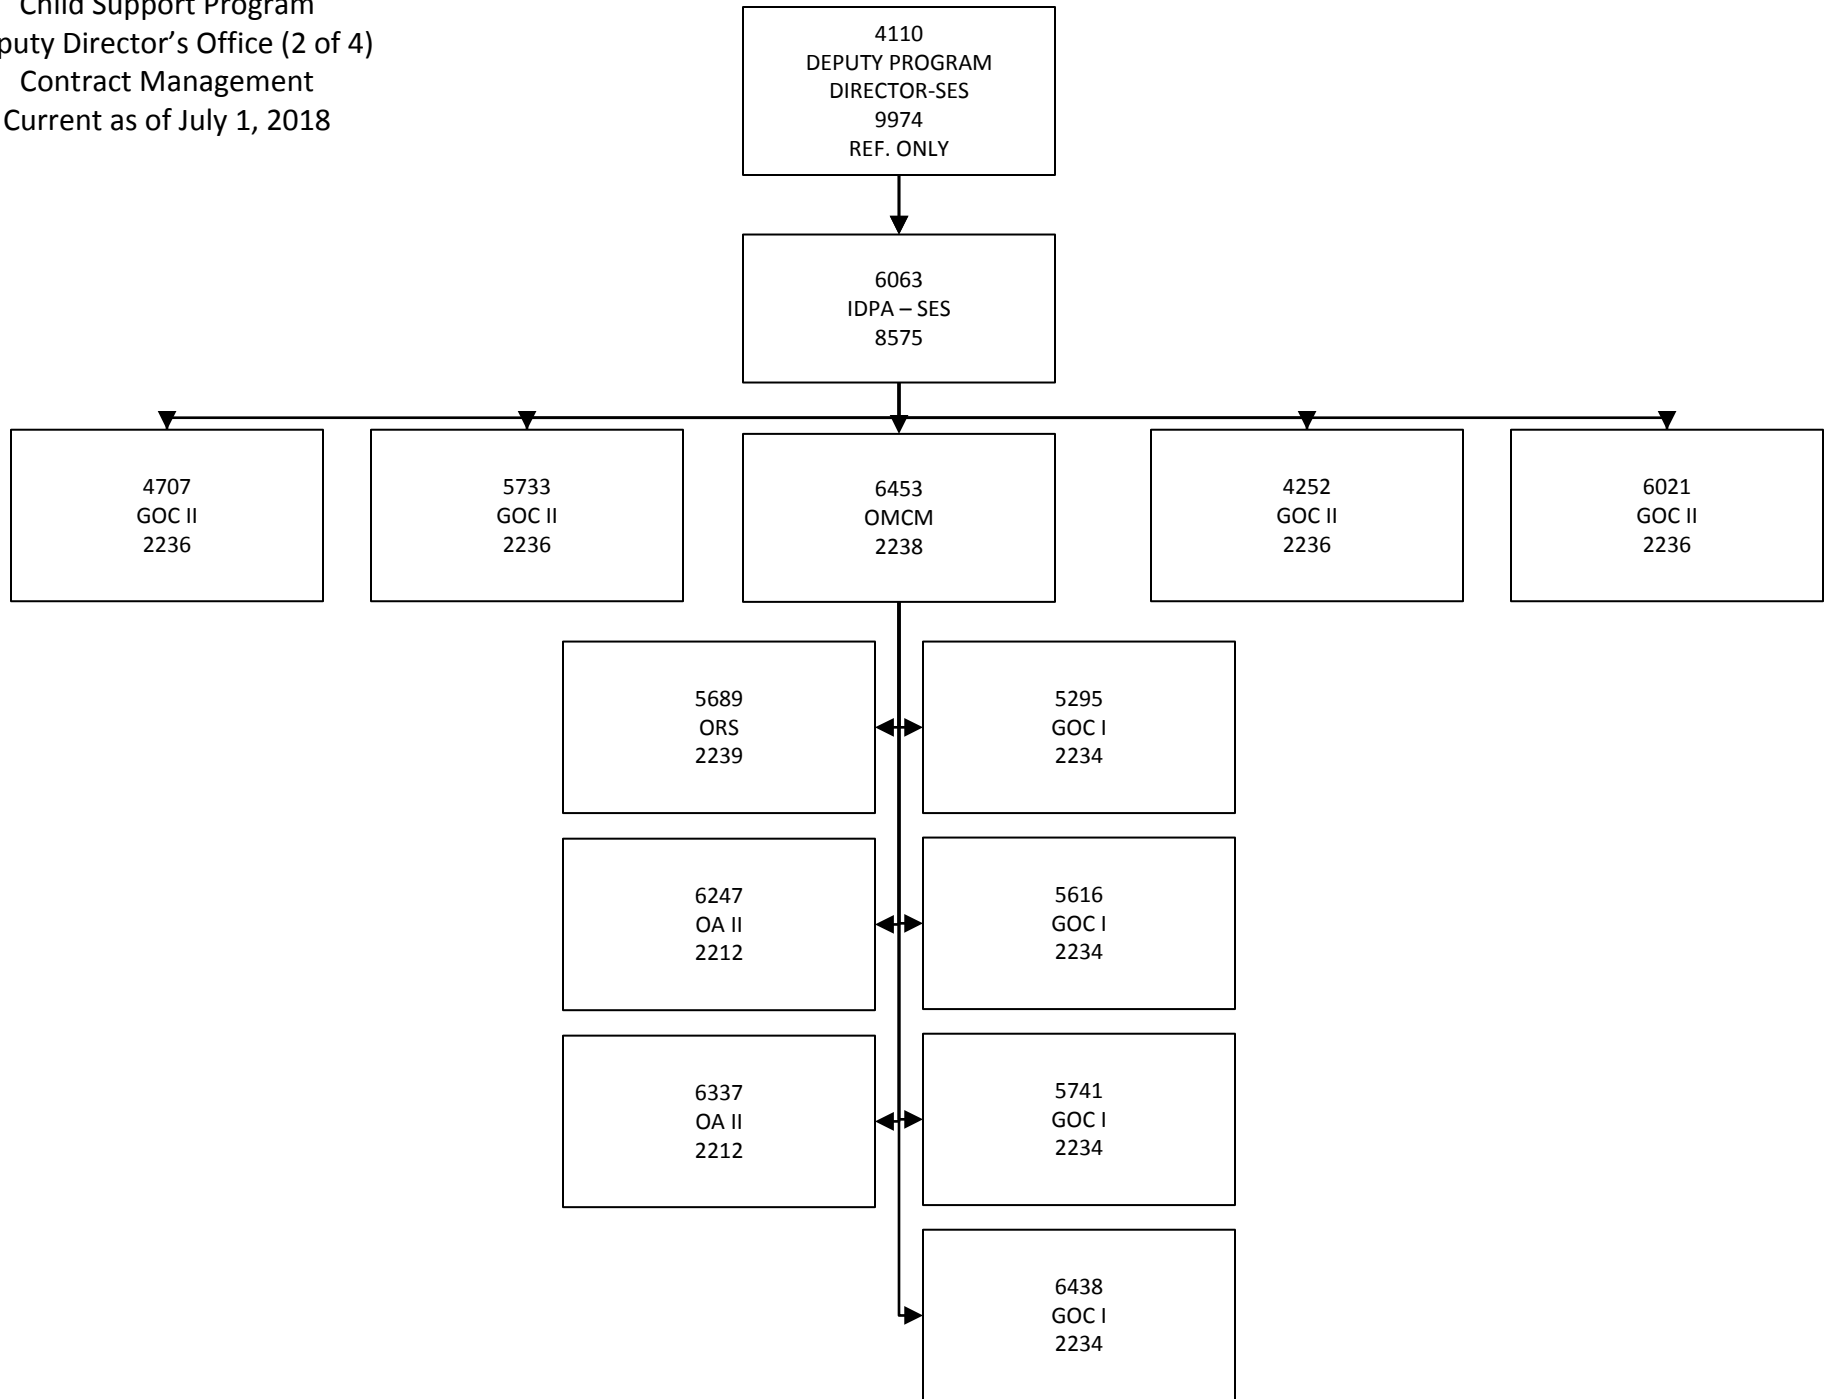 Child Support Program
puty Director’s Office (2 of 4)
Contract Management
Current as of July 1, 2018
4110
DEPUTY PROGRAM
DIRECTOR-SES
9974
REF. ONLY
6063
IDPA – SES
8575
4707
GOC II
2236
5733
GOC II
2236
6453
OMCM
2238
4252
GOC II
2236
6021
GOC II
2236
5689
ORS
2239
5295
GOC I
2234
6247
OA II
2212
5616
GOC I
2234
6337
OA II
2212
5741
GOC I
2234
6438
GOC I
2234